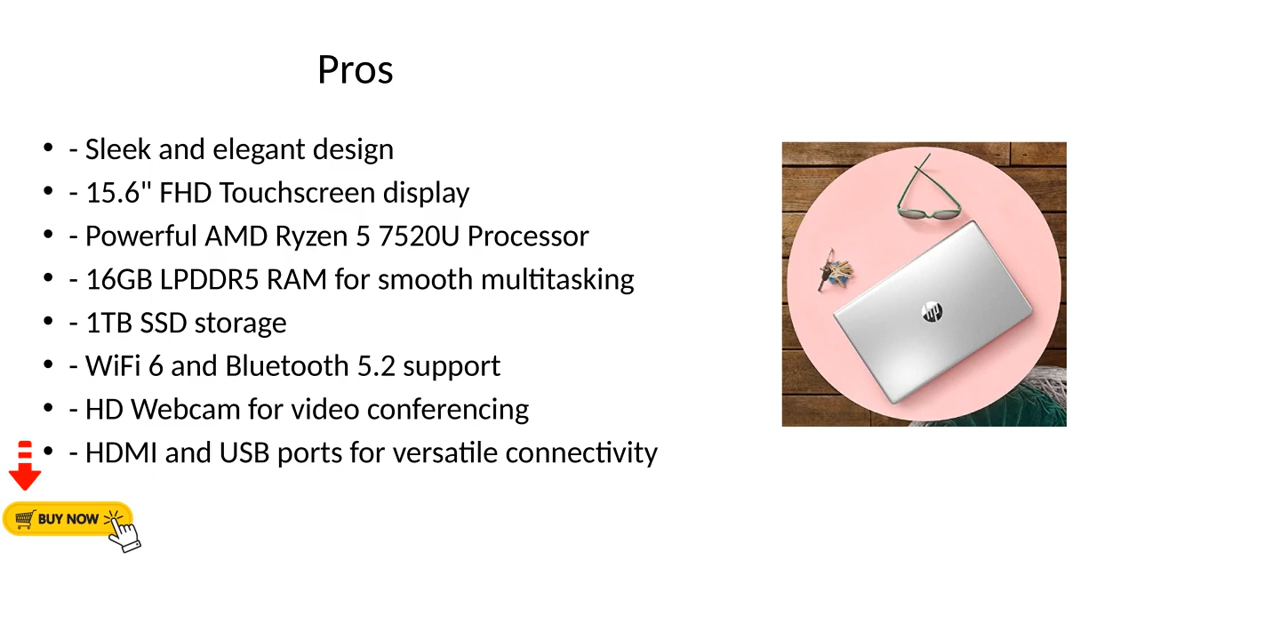 Pros
• - Sleek and elegant design
• - 15.6" FHD Touchscreen display
• - Powerful AMD Ryzen 5 7520U Processor
• - 16GB LPDDR5 RAM for smooth multitasking
• - 1TB SSD storage
• - WiFi 6 and Bluetooth 5.2 support
• - HD Webcam for video conferencing
• - HDMI and USB ports for versatile connectivity
hp
BUY NOW